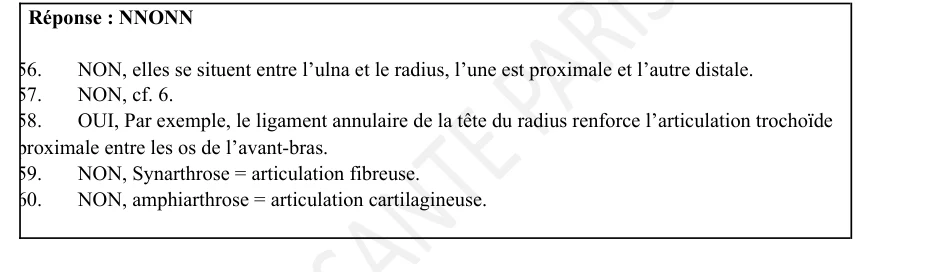 Réponse : NNONN
56. NON, elles se situent entre l’ulna et le radius, l’une est proximale et l’autre distale.
57. NON, cf. 6.
58. OUI, Par exemple, le ligament annulaire de la tête du radius renforce l’articulation trochoïde
proximale entre les os de l’avant-bras.
59. NON, Synarthrose = articulation fibreuse.
60. NON, amphiarthrose = articulation cartilagineuse.
SANTE PARIS